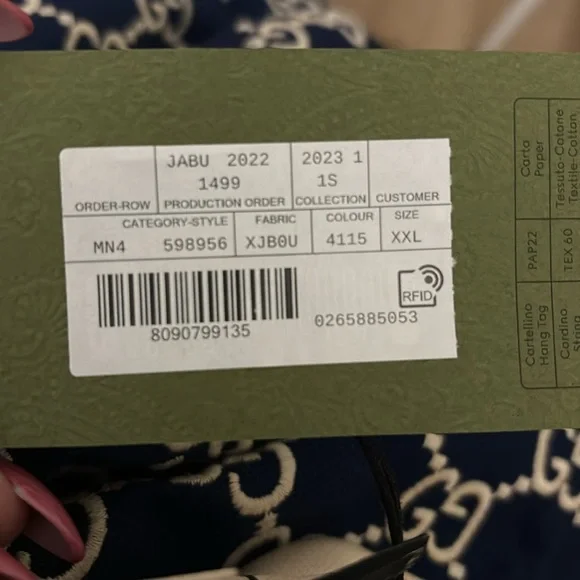 JABU 2022
1499
2023 1
1S
ORDER-ROW PRODUCTION ORDER COLLECTION CUSTOMER
CATEGORY-STYLE FABRIC COLOUR SIZE
MN4 598956 XJB0U 4115 XXL
RFID
8090799135
0265885053
Carta
Paper
Tessuto-Cotone
Textile-Cotton
PAP22
TEX 60
Cartellino
Hang Tag
Cordino
String